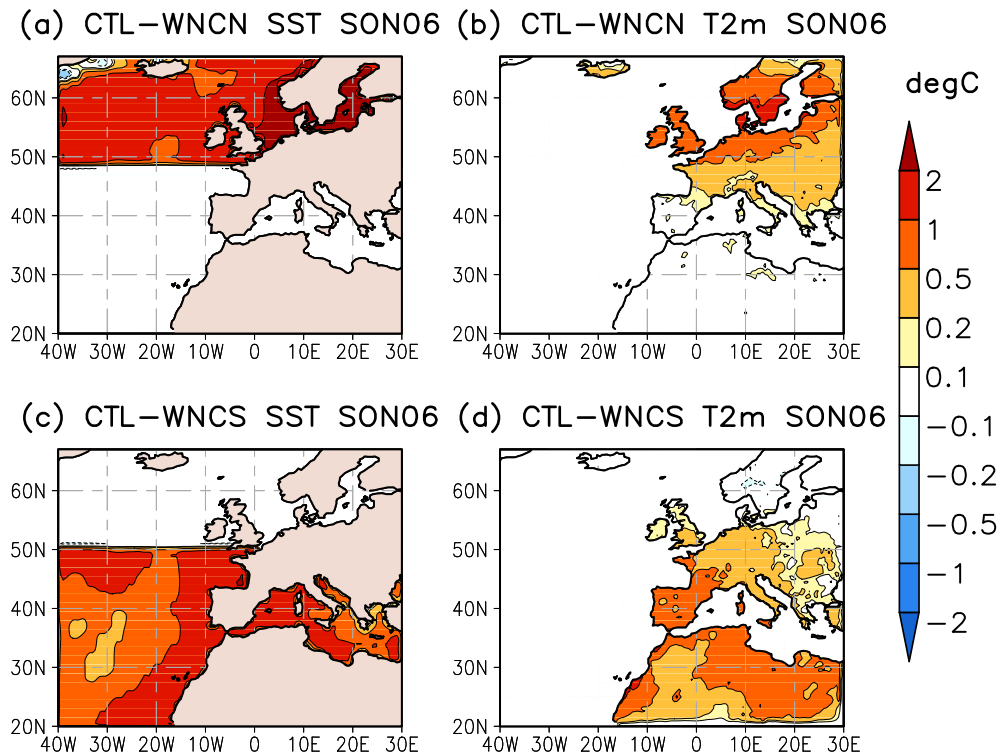 (a) CTL−WNCN SST SON06
(b) CTL−WNCN T2m SON06
degC
60N
50N
40N
30N
20N
40W 30W 20W 10W 0 10E 20E 30E
60N
50N
40N
30N
20N
40W 30W 20W 10W 0 10E 20E 30E
2
1
0.5
0.2
0.1
−0.1
−0.2
−0.5
−1
−2
(c) CTL−WNCS SST SON06
(d) CTL−WNCS T2m SON06
60N
50N
40N
30N
20N
40W 30W 20W 10W 0 10E 20E 30E
60N
50N
40N
30N
20N
40W 30W 20W 10W 0 10E 20E 30E